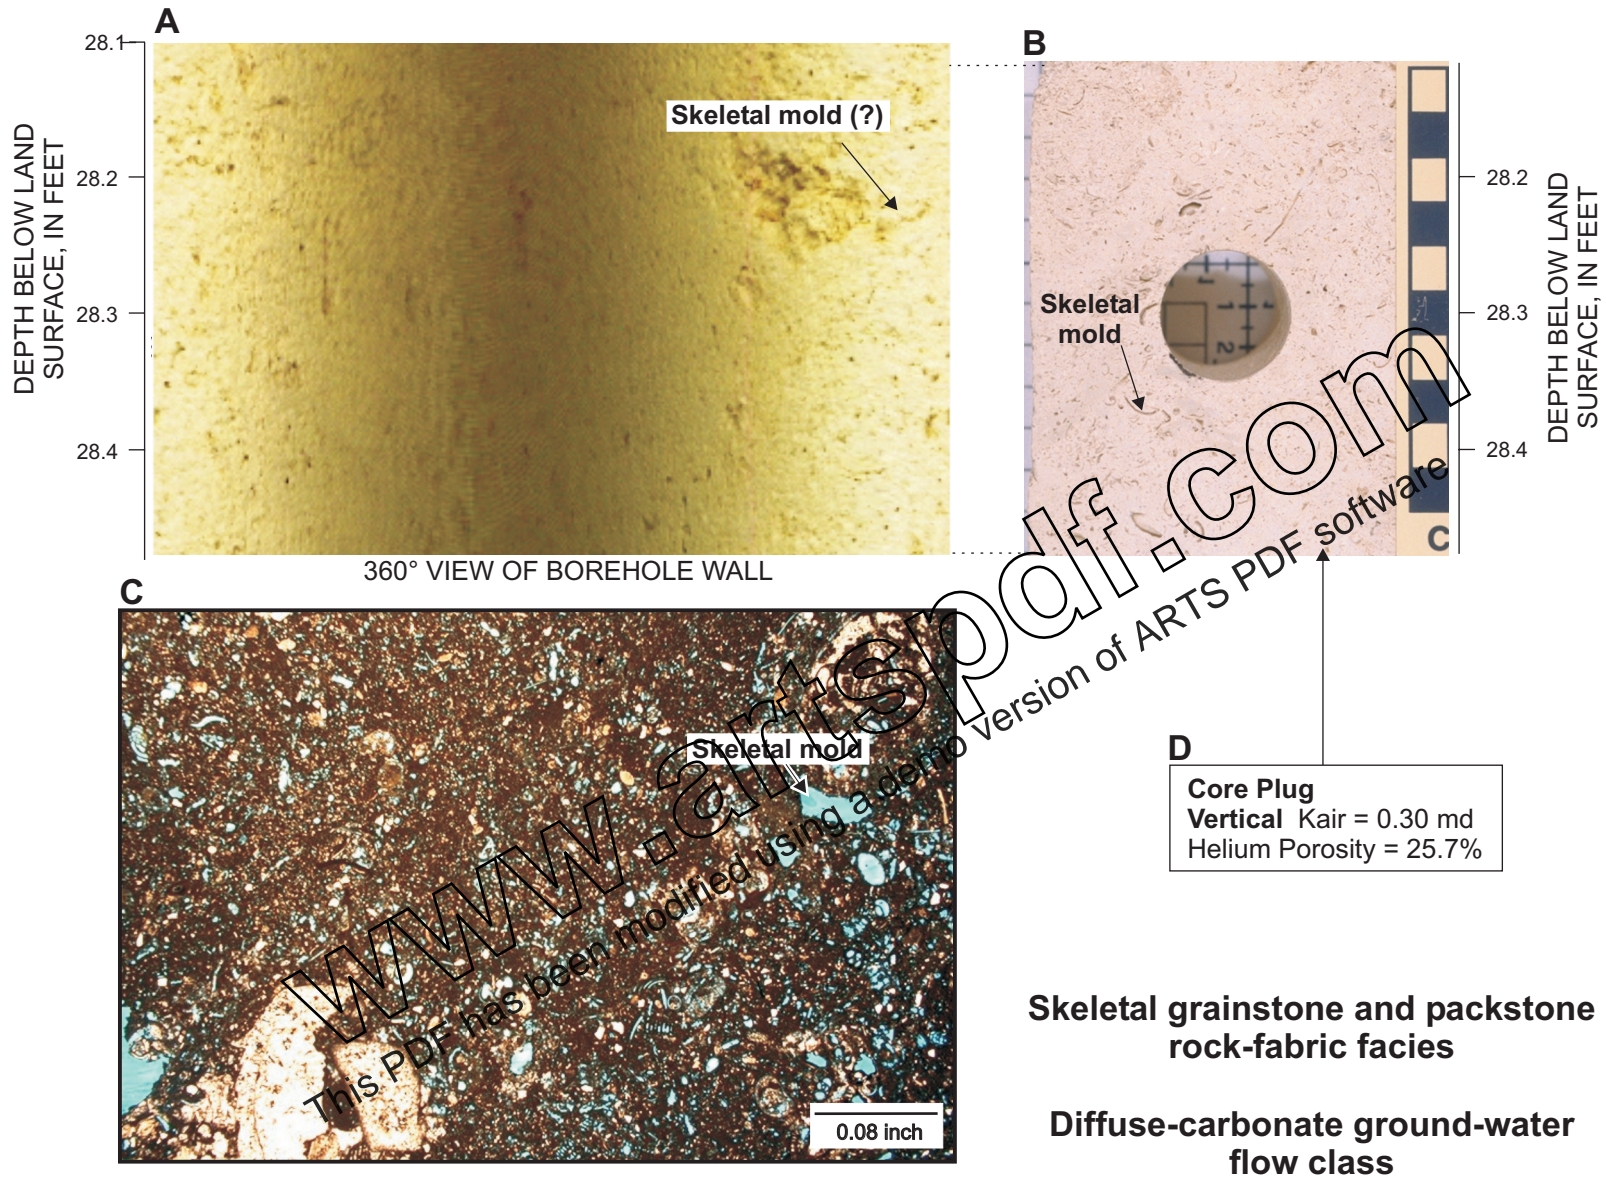 A
28.1
28.2
28.3
28.4
DEPTH BELOW LAND
SURFACE, IN FEET
Skeletal mold (?)
360° VIEW OF BOREHOLE WALL
B
Skeletal
mold
1
2
C
28.2
28.3
28.4
DEPTH BELOW LAND
SURFACE, IN FEET
C
Skeletal mold
0.08 inch
D
Core Plug
Vertical Kair = 0.30 md
Helium Porosity = 25.7%
Skeletal grainstone and packstone
rock-fabric facies
Diffuse-carbonate ground-water
flow class
www.artspdf.com
This PDF has been modified using a demo version of ARTS PDF software